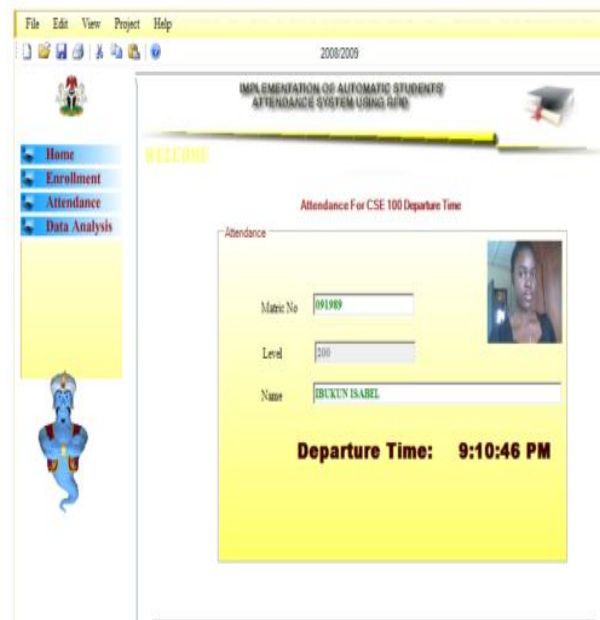 File Edit View Project Help
2008/2009
IMPLEMENTATION OF AUTOMATIC STUDENTS'
ATTENDANCE SYSTEM USING RFID
WELCOME
Home
Enrollment
Attendance
Data Analysis
Attendance For CSE 100 Departure Time
Attendance
Matric No 091989
Level 200
Name IBUKUN ISABEL
Departure Time: 9:10:46 PM